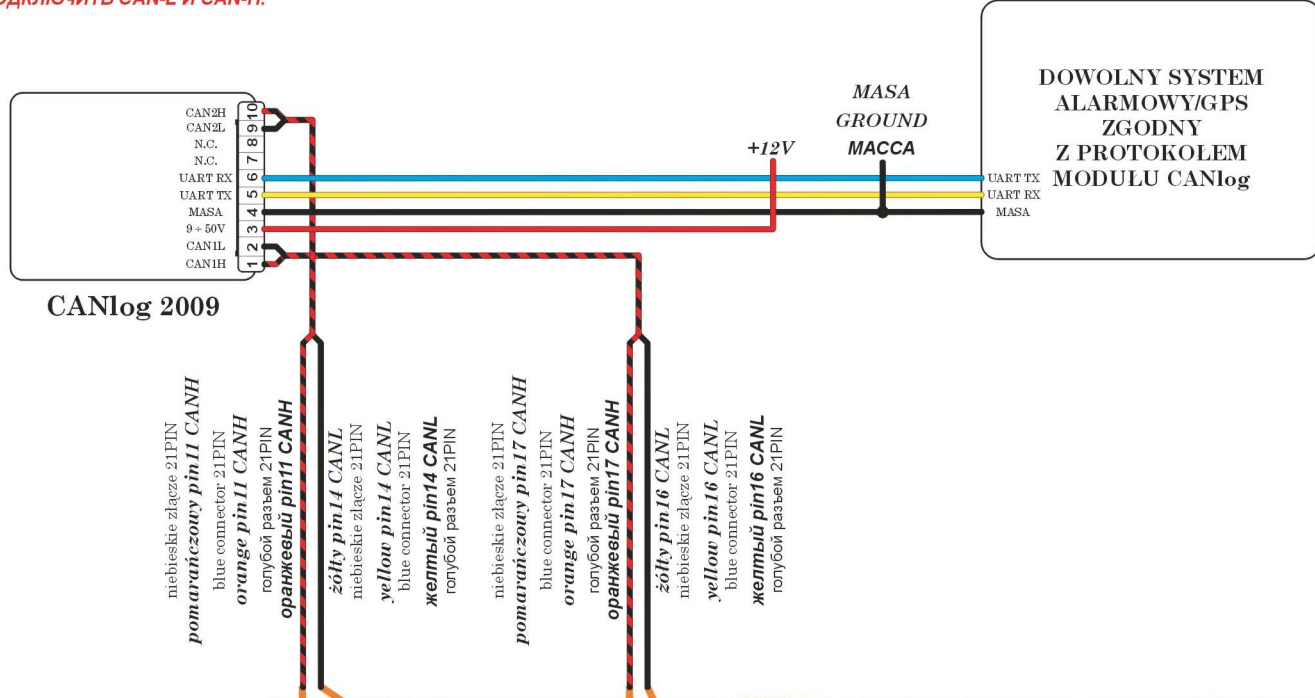 ОДКЛЮЧИТЬ CAN-L И CAN-H.
CAN2H
CAN2L
N.C.
N.C.
UART RX
UART TX
MASA
9 ÷ 50V
CAN1L
CAN1H
10
9
8
7
6
5
4
3
2
1
CANlog 2009
+12V
MASA
GROUND
МАССА
DOWOLNY SYSTEM
ALARMOWY/GPS
ZGODNY
Z PROTOKOŁEM
MODUŁU CANlog
UART TX
UART RX
MASA
niebieskie złącze 21PIN
pomarańczowy pin11 CANH
blue connector 21PIN
orange pin11 CANH
голубой разъем 21PIN
оранжевый pin11 CANH
żółty pin14 CANL
niebieskie złącze 21PIN
yellow pin14 CANL
blue connector 21PIN
желтый pin14 CANL
голубой разъем 21PIN
niebieskie złącze 21PIN
pomarańczowy pin17 CANH
blue connector 21PIN
orange pin17 CANH
голубой разъем 21PIN
оранжевый pin17 CANH
żółty pin16 CANL
niebieskie złącze 21PIN
yellow pin16 CANL
blue connector 21PIN
желтый pin16 CANL
голубой разъем 21PIN